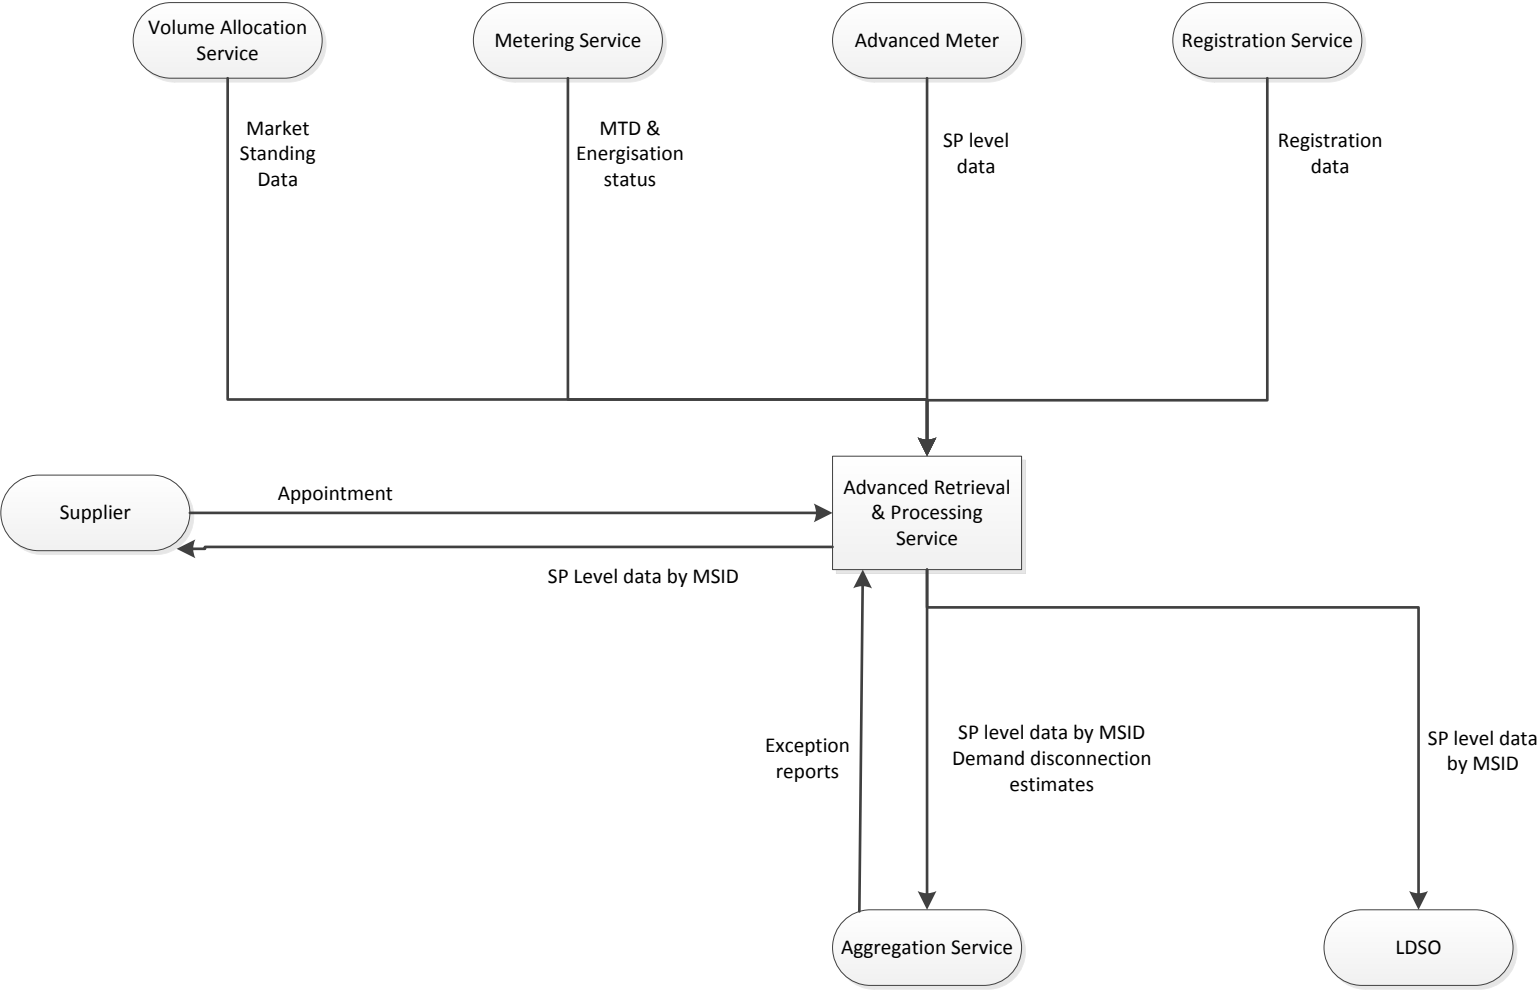 Volume Allocation
Service
Metering Service
Advanced Meter
Registration Service
Market
Standing
Data
MTD &
Energisation
status
SP level
data
Registration
data
Supplier
Appointment
Advanced Retrieval
& Processing
Service
SP Level data by MSID
Exception
reports
SP level data by MSID
Demand disconnection
estimates
SP level data
by MSID
Aggregation Service
LDSO